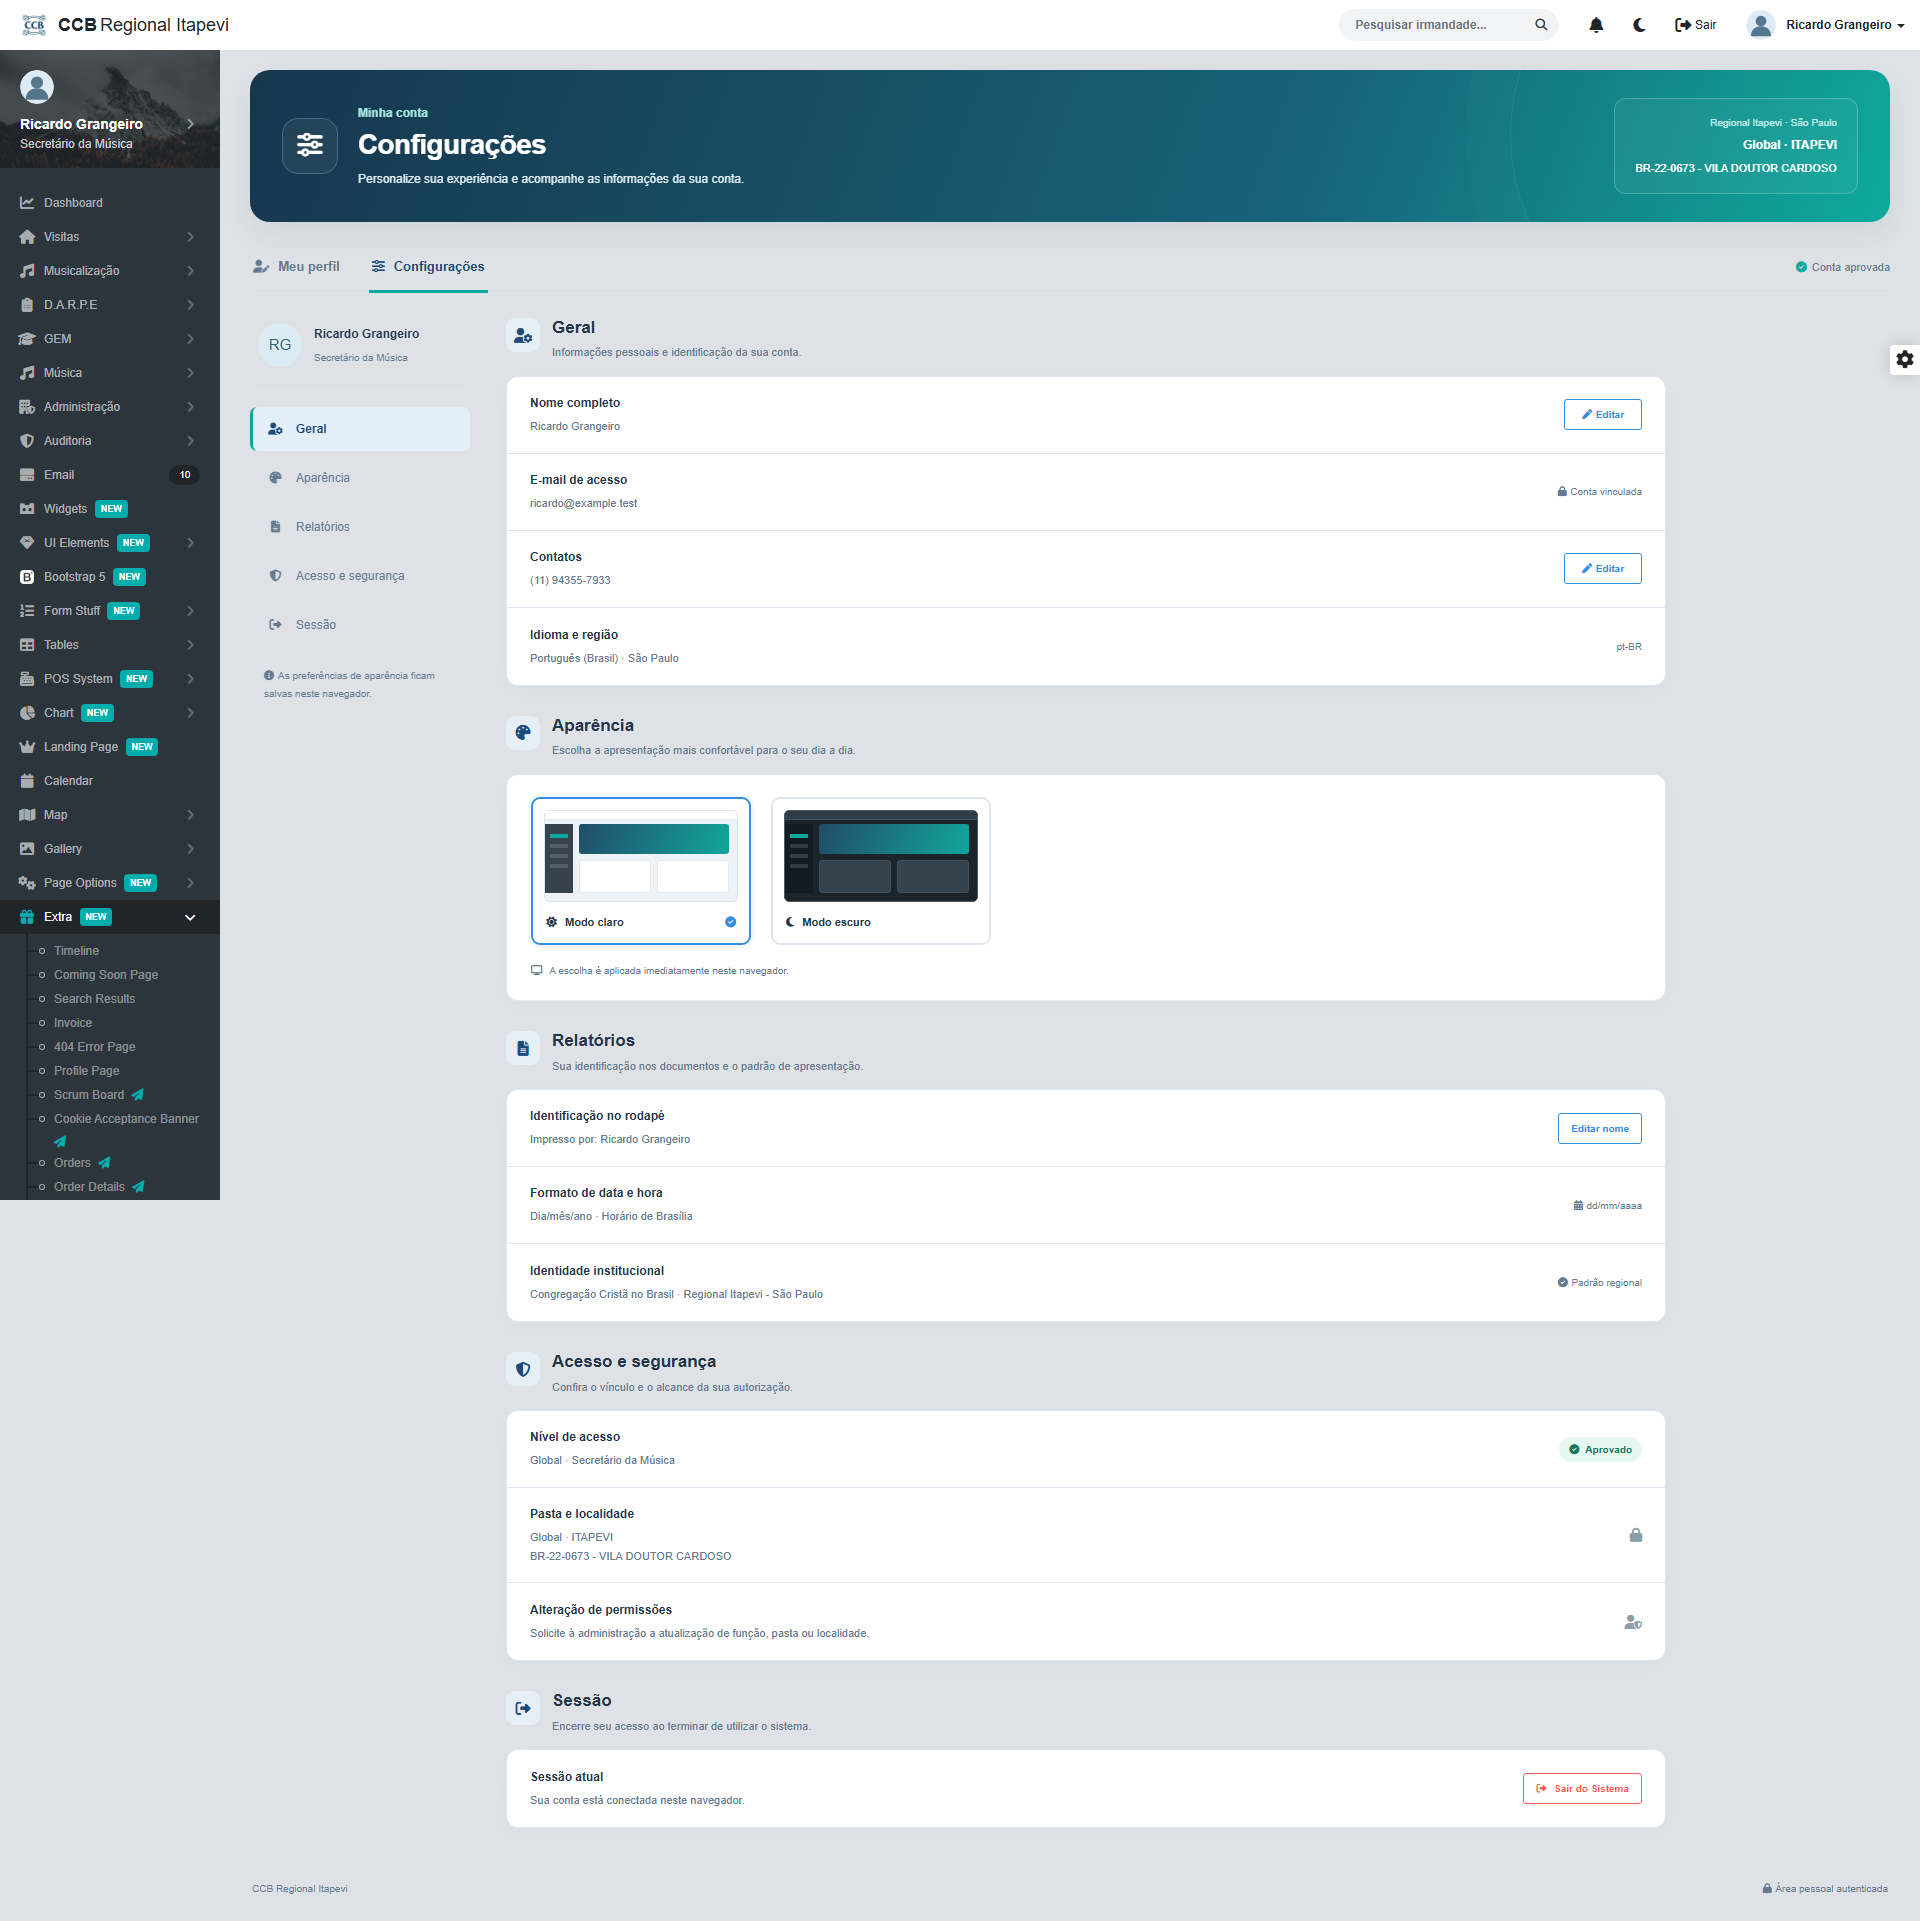 CCB Regional Itapevi
Pesquisar irmandade...
Sair
Ricardo Grangeiro
Ricardo Grangeiro
Secretário da Música
Dashboard
Visitas
Musicalização
D.A.R.P.E
GEM
Música
Administração
Auditoria
Email 10
Widgets NEW
UI Elements NEW
Bootstrap 5 NEW
Form Stuff NEW
Tables
POS System NEW
Chart NEW
Landing Page NEW
Calendar
Map
Gallery
Page Options NEW
Extra NEW
Timeline
Coming Soon Page
Search Results
Invoice
404 Error Page
Profile Page
Scrum Board
Cookie Acceptance Banner
Orders
Order Details
Minha conta
Configurações
Personalize sua experiência e acompanhe as informações da sua conta.
Regional Itapevi · São Paulo
Global · ITAPEVI
BR-22-0673 - VILA DOUTOR CARDOSO
Meu perfil
Configurações
Conta aprovada
RG
Ricardo Grangeiro
Secretário da Música
Geral
Aparência
Relatórios
Acesso e segurança
Sessão
As preferências de aparência ficam
salvas neste navegador.
Geral
Informações pessoais e identificação da sua conta.
Nome completo
Ricardo Grangeiro
Editar
E-mail de acesso
ricardo@example.test
Conta vinculada
Contatos
(11) 94355-7933
Editar
Idioma e região
Português (Brasil) · São Paulo
pt-BR
Aparência
Escolha a apresentação mais confortável para o seu dia a dia.
Modo claro
Modo escuro
A escolha é aplicada imediatamente neste navegador.
Relatórios
Sua identificação nos documentos e o padrão de apresentação.
Identificação no rodapé
Impresso por: Ricardo Grangeiro
Editar nome
Formato de data e hora
Dia/mês/ano · Horário de Brasília
dd/mm/aaaa
Identidade institucional
Congregação Cristã no Brasil · Regional Itapevi - São Paulo
Padrão regional
Acesso e segurança
Confira o vínculo e o alcance da sua autorização.
Nível de acesso
Global · Secretário da Música
Aprovado
Pasta e localidade
Global · ITAPEVI
BR-22-0673 - VILA DOUTOR CARDOSO
Alteração de permissões
Solicite à administração a atualização de função, pasta ou localidade.
Sessão
Encerre seu acesso ao terminar de utilizar o sistema.
Sessão atual
Sua conta está conectada neste navegador.
Sair do Sistema
CCB Regional Itapevi
Área pessoal autenticada